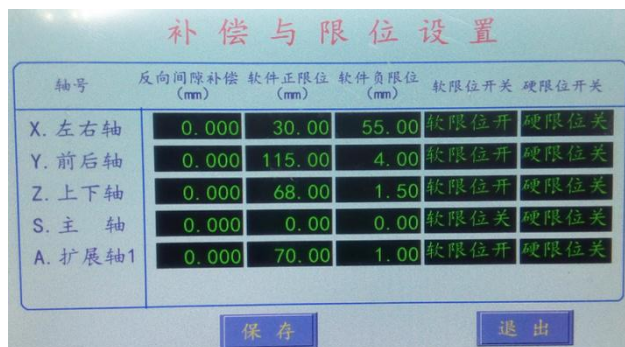 补偿与限位设置
轴号 反向间隙补偿(mm) 软件正限位(mm) 软件负限位(mm) 软限位开关 硬限位开关
X.左右轴 0.000 30.00 55.00 软限位开 硬限位关
Y.前后轴 0.000 115.00 4.00 软限位开 硬限位关
Z.上下轴 0.000 68.00 1.50 软限位开 硬限位关
S.主 轴 0.000 0.00 0.00 软限位关 硬限位关
A.扩展轴1 0.000 70.00 1.00 软限位开 硬限位关
保存 退出